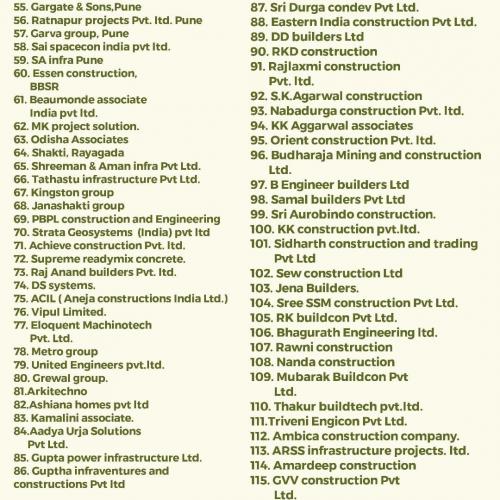 55. Gargate & Sons,Pune
56. Ratnapur projects Pvt. ltd. Pune
57. Garva group, Pune
58. Sai spacecon india pvt ltd.
59. SA infra Pune
60. Essen construction,
BBSR
61. Beaumonde associate
India pvt ltd.
62. MK project solution.
63. Odisha Associates
64. Shakti, Rayagada
65. Shreeman & Aman infra Pvt Ltd.
66. Tathastu infrastructure Pvt Ltd.
67. Kingston group
68. Janashakti group
69. PBPL construction and Engineering
70. Strata Geosystems (India) pvt ltd
71. Achieve construction Pvt. ltd.
72. Supreme readymix concrete.
73. Raj Anand builders Pvt. ltd.
74. DS systems.
75. ACIL ( Aneja constructions India Ltd.)
76. Vipul Limited.
77. Eloquent Machinotech
Pvt. Ltd.
78. Metro group
79. United Engineers pvt.ltd.
80. Grewal group.
81.Arkitechno
82.Ashiana homes pvt ltd
83. Kamalini associate.
84.Aadya Urja Solutions
Pvt Ltd.
85. Gupta power infrastructure Ltd.
86. Guptha infraventures and
constructions Pvt ltd
87. Sri Durga condev Pvt Ltd.
88. Eastern India construction Pvt Ltd.
89. DD builders Ltd
90. RKD construction
91. Rajlaxmi construction
Pvt. ltd.
92. S.K.Agarwal construction
93. Nabadurga construction Pvt. ltd.
94. KK Aggarwal associates
95. Orient construction Pvt. ltd.
96. Budharaja Mining and construction
Ltd.
97. B Engineer builders Ltd
98. Samal builders Pvt Ltd
99. Sri Aurobindo construction.
100. KK construction pvt.ltd.
101. Sidharth construction and trading
Pvt Ltd
102. Sew construction Ltd
103. Jena Builders.
104. Sree SSM construction Pvt Ltd.
105. RK buildcon Pvt Ltd.
106. Bhagurath Engineering ltd.
107. Rawni construction
108. Nanda construction
109. Mubarak Buildcon Pvt
Ltd.
110. Thakur buildtech pvt.ltd.
111.Triveni Engicon Pvt Ltd.
112. Ambica construction company.
113. ARSS infrastructure projects. ltd.
114. Amardeep construction
115. GVV construction Pvt
Ltd.